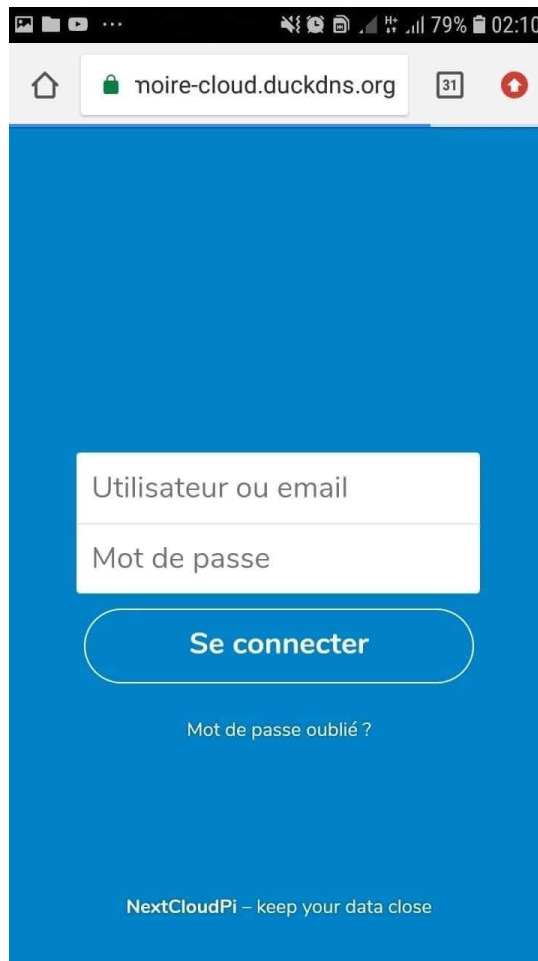 H+ 79% 02:10
moire-cloud.duckdns.org 31
Utilisateur ou email
Mot de passe
Se connecter
Mot de passe oublié ?
NextCloudPi – keep your data close